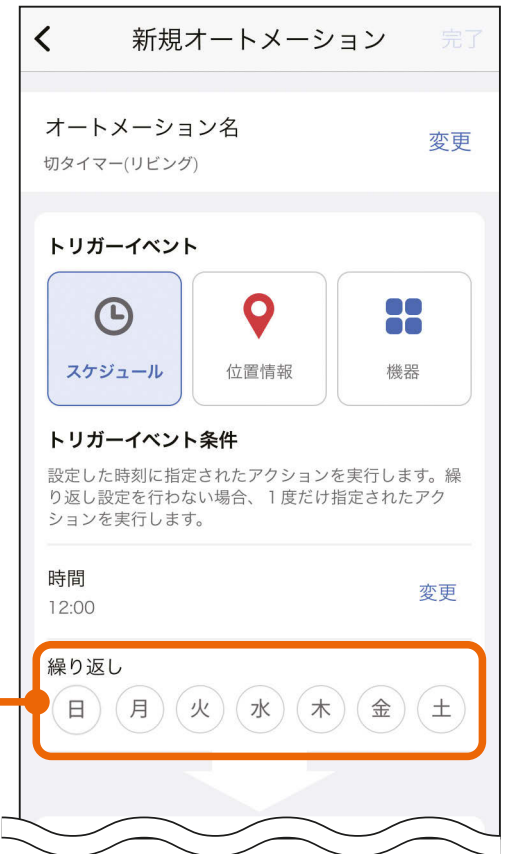 新規オートメーション 完了
オートメーション名
変更
切タイマー(リビング)
トリガーイベント
スケジュール 位置情報 機器
トリガーイベント条件
設定した時刻に指定されたアクションを実行します。繰
り返し設定を行わない場合、1度だけ指定されたアク
ションを実行します。
時間
変更
12:00
繰り返し
日 月 火 水 木 金 土